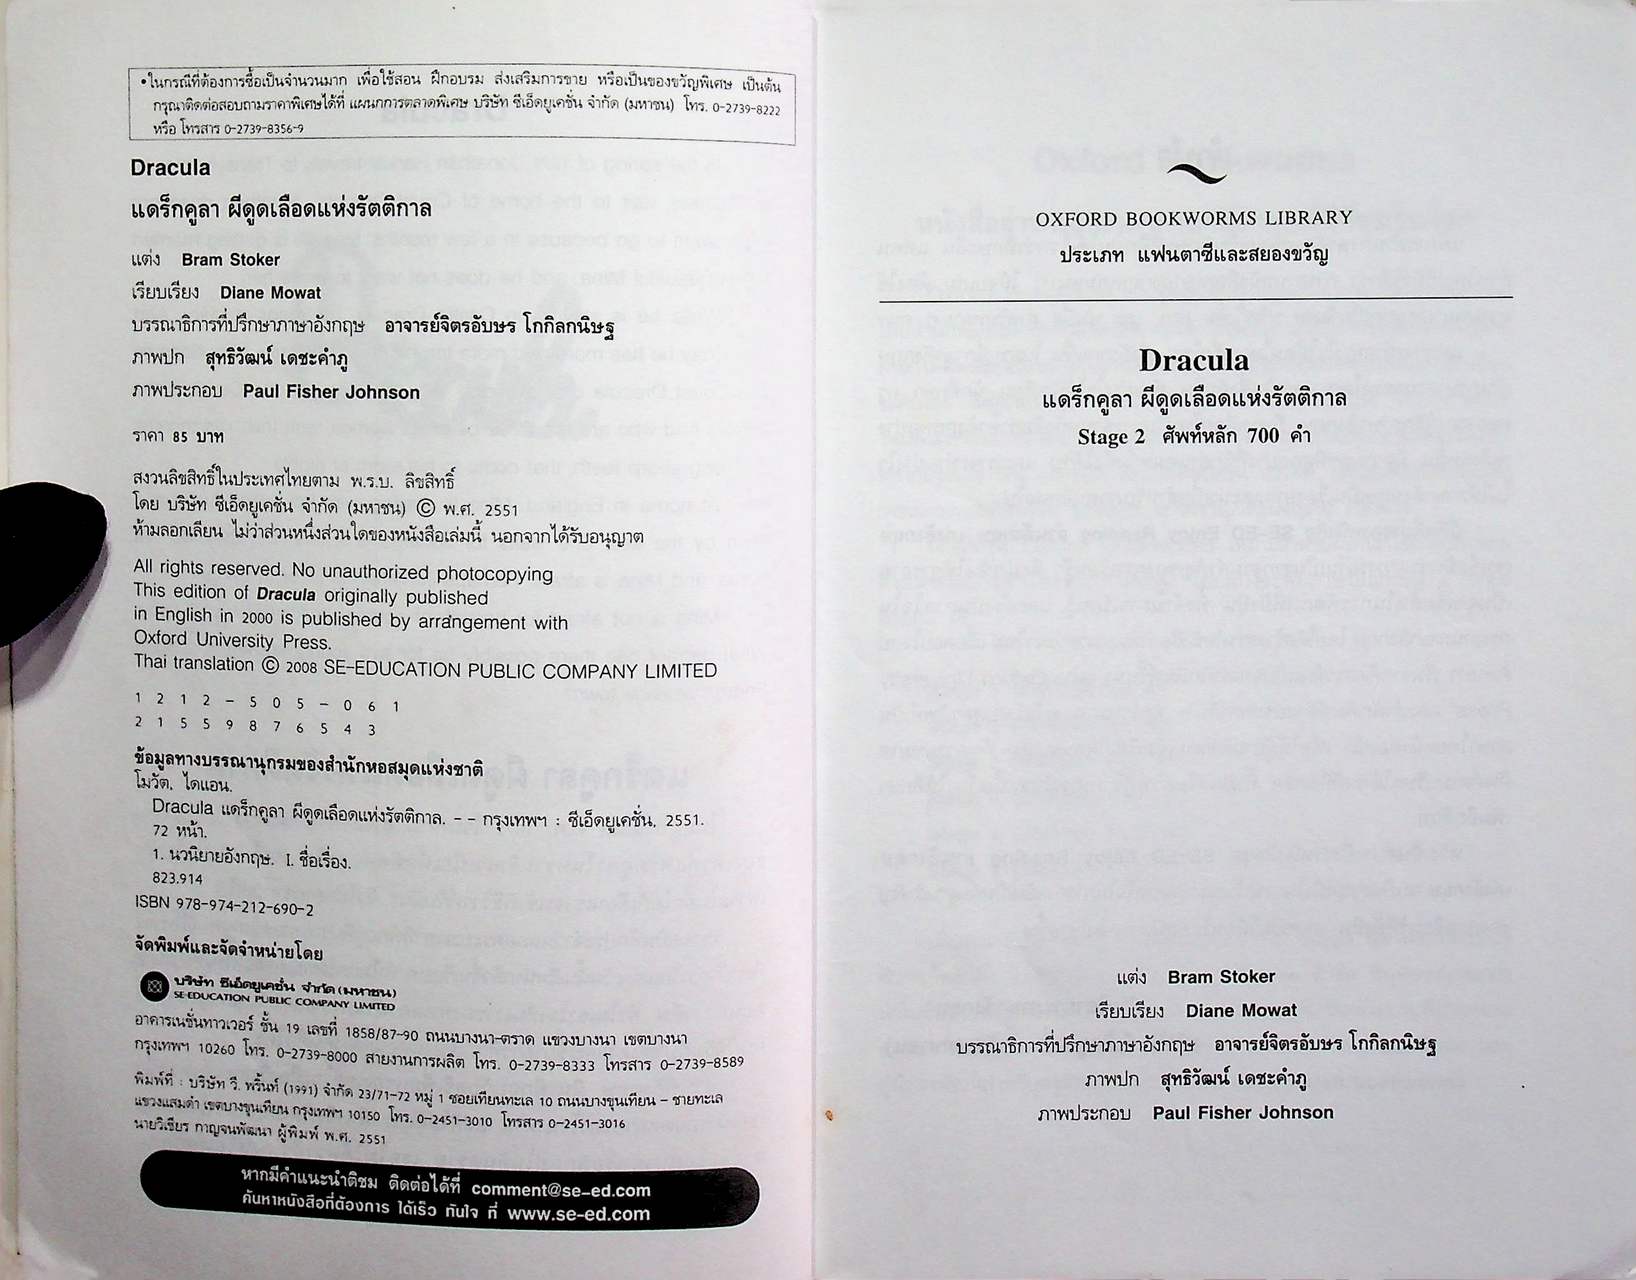 •ในกรณีที่ต้องการซื้อเป็นจำนวนมาก เพื่อใช้สอน ฝึกอบรม ส่งเสริมการขาย หรือเป็นของขวัญพิเศษ เป็นต้น
กรุณาติดต่อสอบถามราคาพิเศษได้ที่ แผนกการตลาดพิเศษ บริษัท ซีเอ็ดยูเคชั่น จำกัด (มหาชน) โทร. 0-2739-8222
หรือ โทรสาร 0-2739-8356-9
Dracula
แดร็กคูลา ผีดูดเลือดแห่งรัตติกาล
แต่ง Bram Stoker
เรียบเรียง Diane Mowat
บรรณาธิการที่ปรึกษาภาษาอังกฤษ อาจารย์จิตรอับษร โกกิลกนิษฐ
ภาพปก สุทธิวัฒน์ เดชะคำภู
ภาพประกอบ Paul Fisher Johnson
ราคา 85 บาท
สงวนลิขสิทธิ์ในประเทศไทยตาม พ.ร.บ. ลิขสิทธิ์
โดย บริษัท ซีเอ็ดยูเคชั่น จำกัด (มหาชน) © พ.ศ. 2551
ห้ามลอกเลียน ไม่ว่าส่วนหนึ่งส่วนใดของหนังสือเล่มนี้ นอกจากได้รับอนุญาต
All rights reserved. No unauthorized photocopying
This edition of Dracula originally published
in English in 2000 is published by arrangement with
Oxford University Press.
Thai translation © 2008 SE-EDUCATION PUBLIC COMPANY LIMITED
1 2 1 2 – 5 0 5 – 0 6 1
2 1 5 5 9 8 7 6 5 4 3
ข้อมูลทางบรรณานุกรมของสำนักหอสมุดแห่งชาติ
โมวัต, ไดแอน.
Dracula แดร็กคูลา ผีดูดเลือดแห่งรัตติกาล. - - กรุงเทพฯ : ซีเอ็ดยูเคชั่น, 2551.
72 หน้า.
1. นวนิยายอังกฤษ. I. ชื่อเรื่อง.
823.914
ISBN 978-974-212-690-2
จัดพิมพ์และจัดจำหน่ายโดย
บริษัท ซีเอ็ดยูเคชั่น จำกัด (มหาชน)
SE-EDUCATION PUBLIC COMPANY LIMITED
อาคารเนชั่นทาวเวอร์ ชั้น 19 เลขที่ 1858/87-90 ถนนบางนา-ตราด แขวงบางนา เขตบางนา
กรุงเทพฯ 10260 โทร. 0-2739-8000 สายงานการผลิต โทร. 0-2739-8333 โทรสาร 0-2739-8589
พิมพ์ที่ : บริษัท วี. พริ้นท์ (1991) จำกัด 23/71-72 หมู่ 1 ซอยเทียนทะเล 10 ถนนบางขุนเทียน - ชายทะเล
แขวงแสมดำ เขตบางขุนเทียน กรุงเทพฯ 10150 โทร. 0-2451-3010 โทรสาร 0-2451-3016
นายวิเชียร กาญจนพัฒนา ผู้พิมพ์ พ.ศ. 2551
หากมีคำแนะนำติชม ติดต่อได้ที่ comment@se-ed.com
ค้นหาหนังสือที่ต้องการ ได้เร็ว ทันใจ ที่ www.se-ed.com
OXFORD BOOKWORMS LIBRARY
ประเภท แฟนตาซีและสยองขวัญ
Dracula
แดร็กคูลา ผีดูดเลือดแห่งรัตติกาล
Stage 2 ศัพท์หลัก 700 คำ
แต่ง Bram Stoker
เรียบเรียง Diane Mowat
บรรณาธิการที่ปรึกษาภาษาอังกฤษ อาจารย์จิตรอับษร โกกิลกนิษฐ
ภาพปก สุทธิวัฒน์ เดชะคำภู
ภาพประกอบ Paul Fisher Johnson